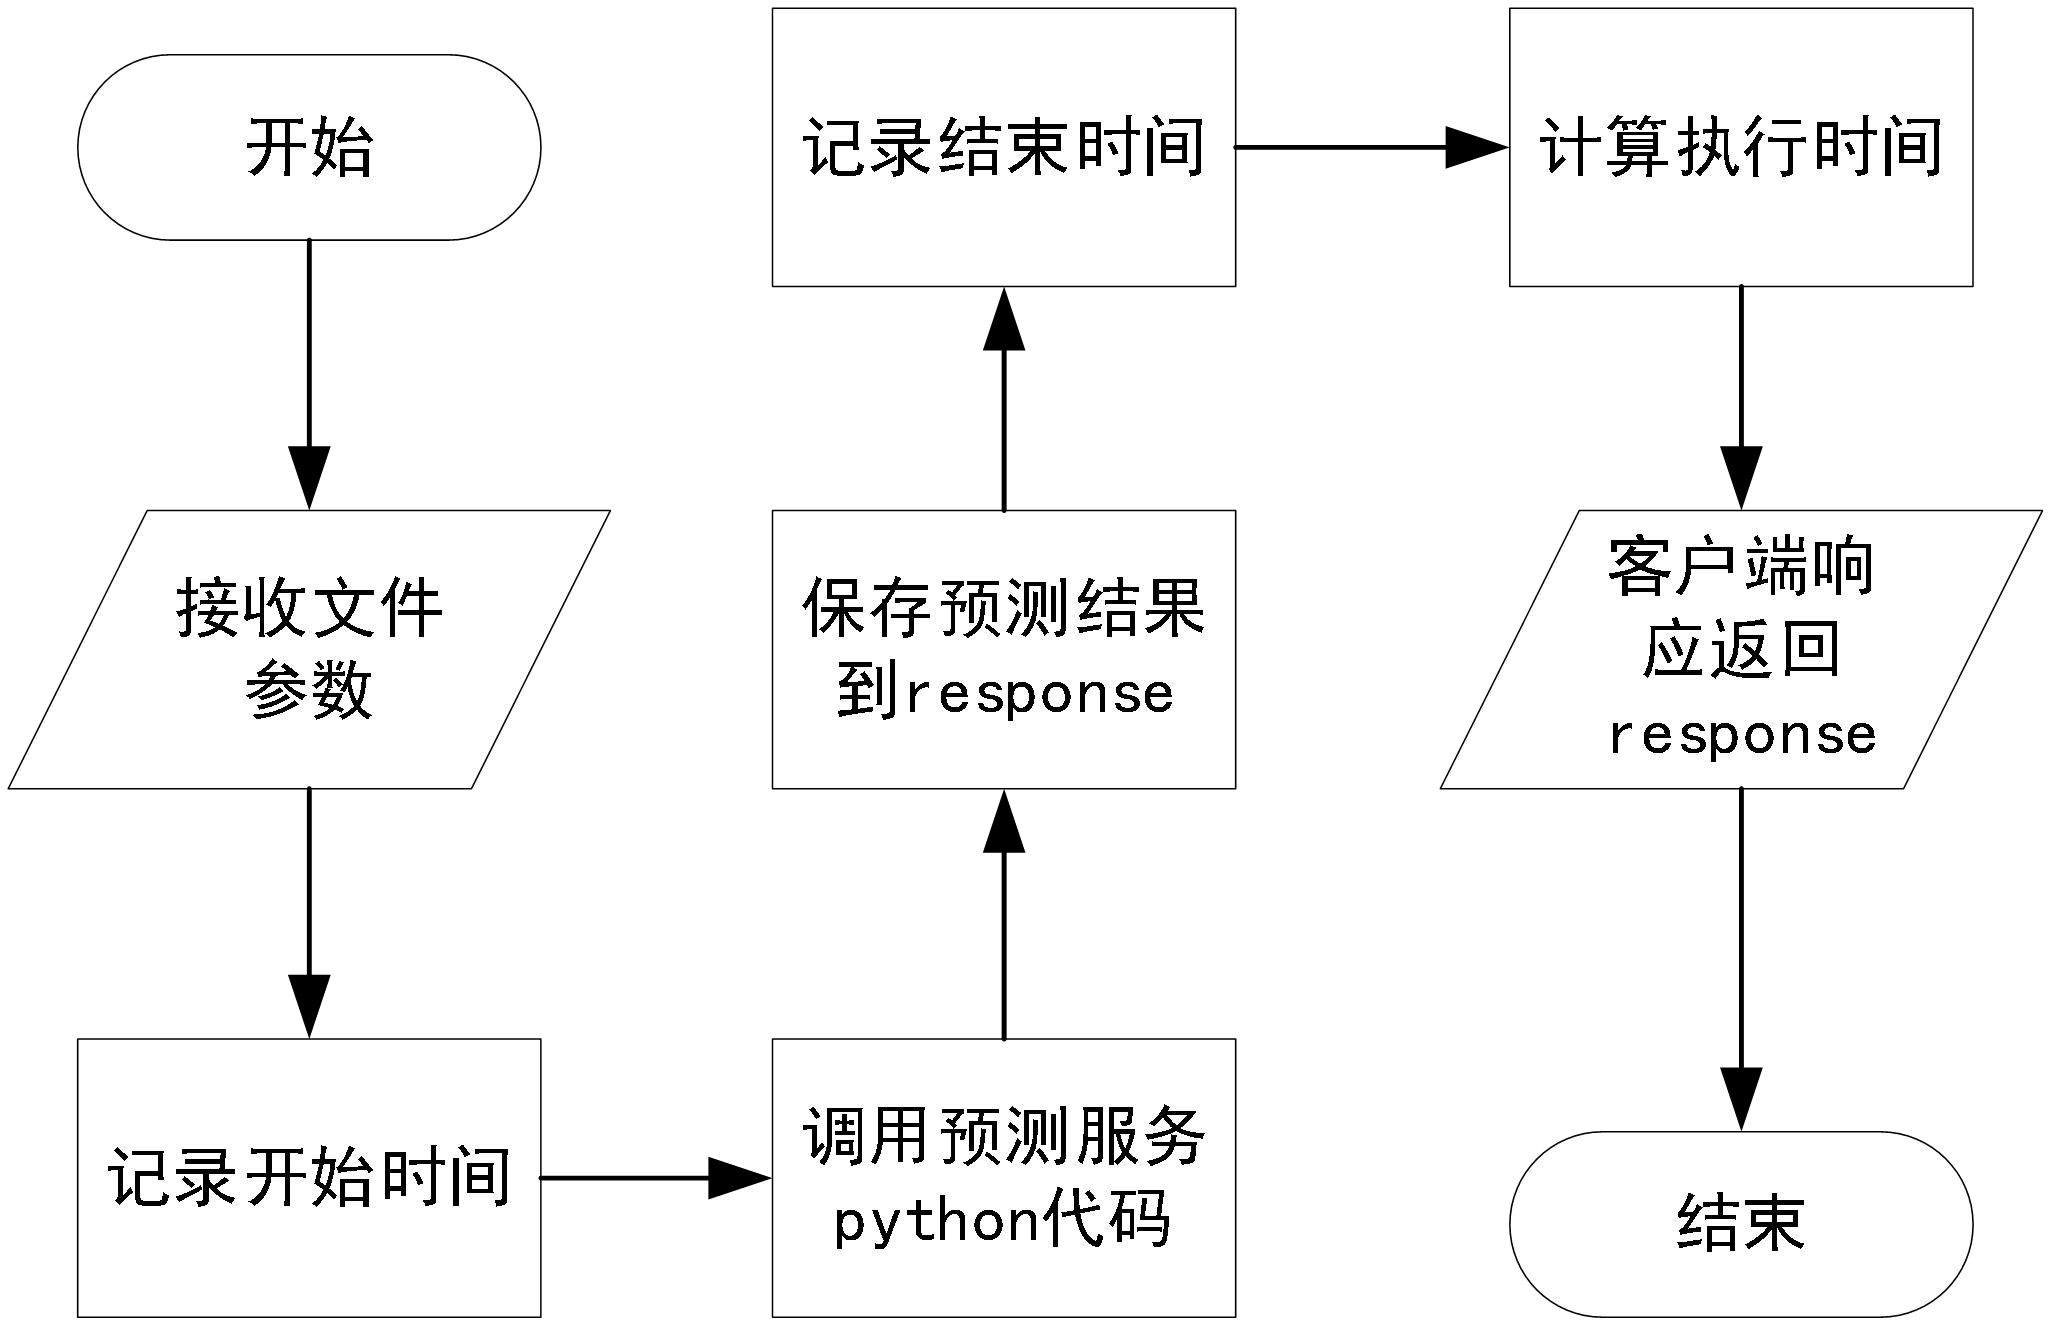 开始
接收文件
参数
记录开始时间
调用预测服务
python代码
保存预测结果
到response
记录结束时间
计算执行时间
客户端响
应返回
response
结束